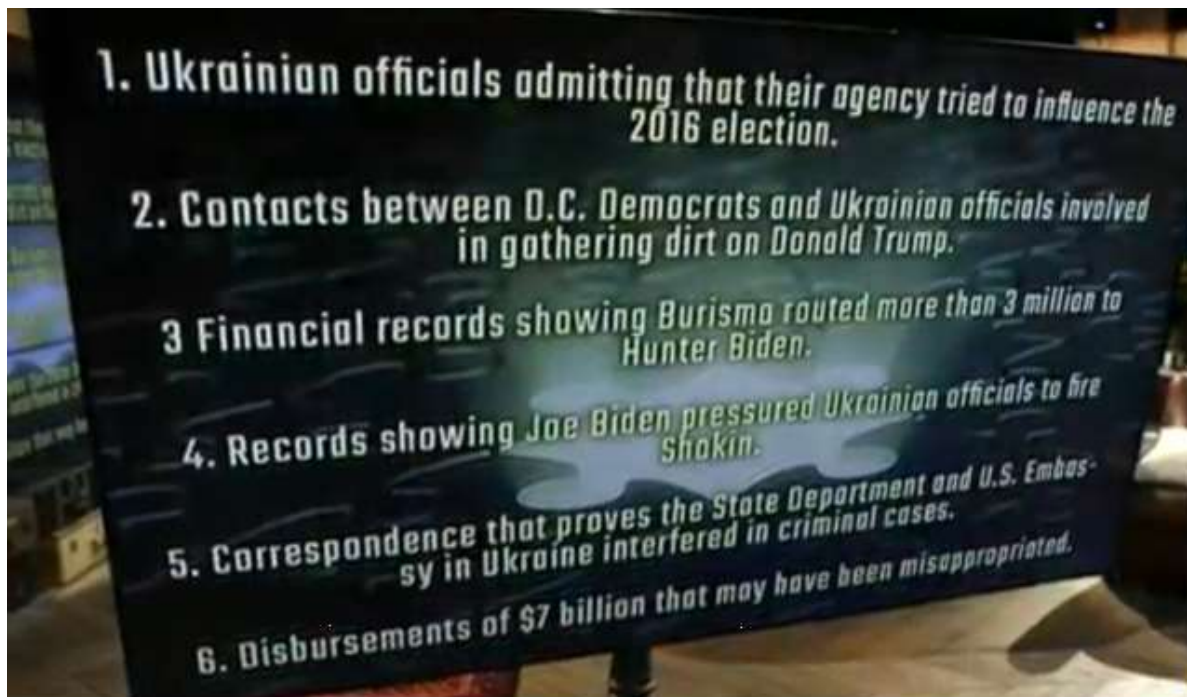 1. Ukrainian officials admitting that their agency tried to influence the
2016 election.
2. Contacts between D.C. Democrats and Ukrainian officials involved
in gathering dirt on Donald Trump.
3 Financial records showing Burisma routed more than 3 million to
Hunter Biden.
4. Records showing Joe Biden pressured Ukrainian officials to fire
Shokin.
5. Correspondence that proves the State Department and U.S. Embas-
sy in Ukraine interfered in criminal cases.
6. Disbursements of $7 billion that may have been misappropriated.